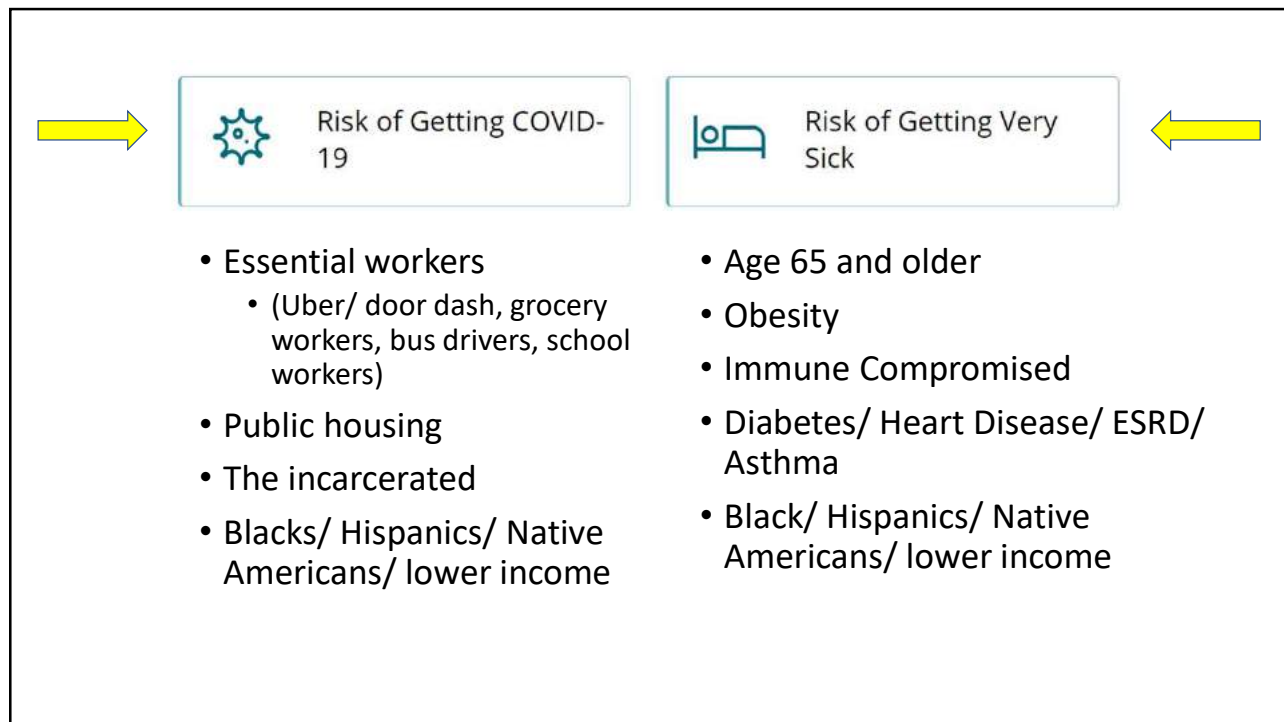 Risk of Getting COVID-
19
Risk of Getting Very
Sick
• Essential workers
• (Uber/ door dash, grocery
workers, bus drivers, school
workers)
• Public housing
• The incarcerated
• Blacks/ Hispanics/ Native
Americans/ lower income
• Age 65 and older
• Obesity
• Immune Compromised
• Diabetes/ Heart Disease/ ESRD/
Asthma
• Black/ Hispanics/ Native
Americans/ lower income